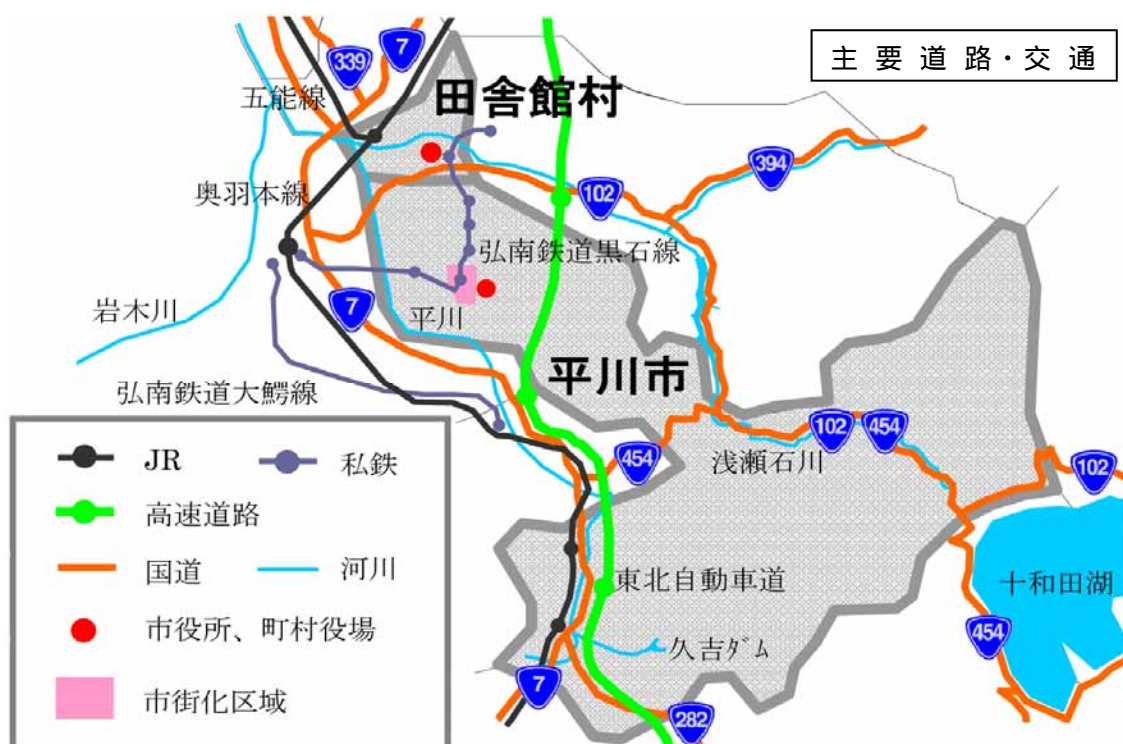 主要道路・交通
7
339
五能線
田舎館村
394
奥羽本線
102
弘南鉄道黒石線
岩木川
7
平川
平川市
弘南鉄道大鰐線
102
454
454
浅瀬石川
102
JR
私鉄
高速道路
国道
河川
市役所、町村役場
市街化区域
東北自動車道
十和田湖
454
久吉ダム
7
282